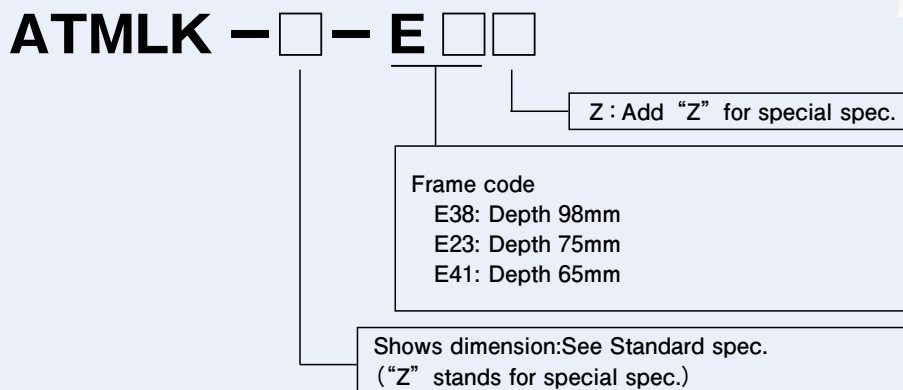 ATMLK －□－ E □□
Z：Add “Z” for special spec.
Frame code
E38: Depth 98mm
E23: Depth 75mm
E41: Depth 65mm
Shows dimension:See Standard spec.
（“Z” stands for special spec.）